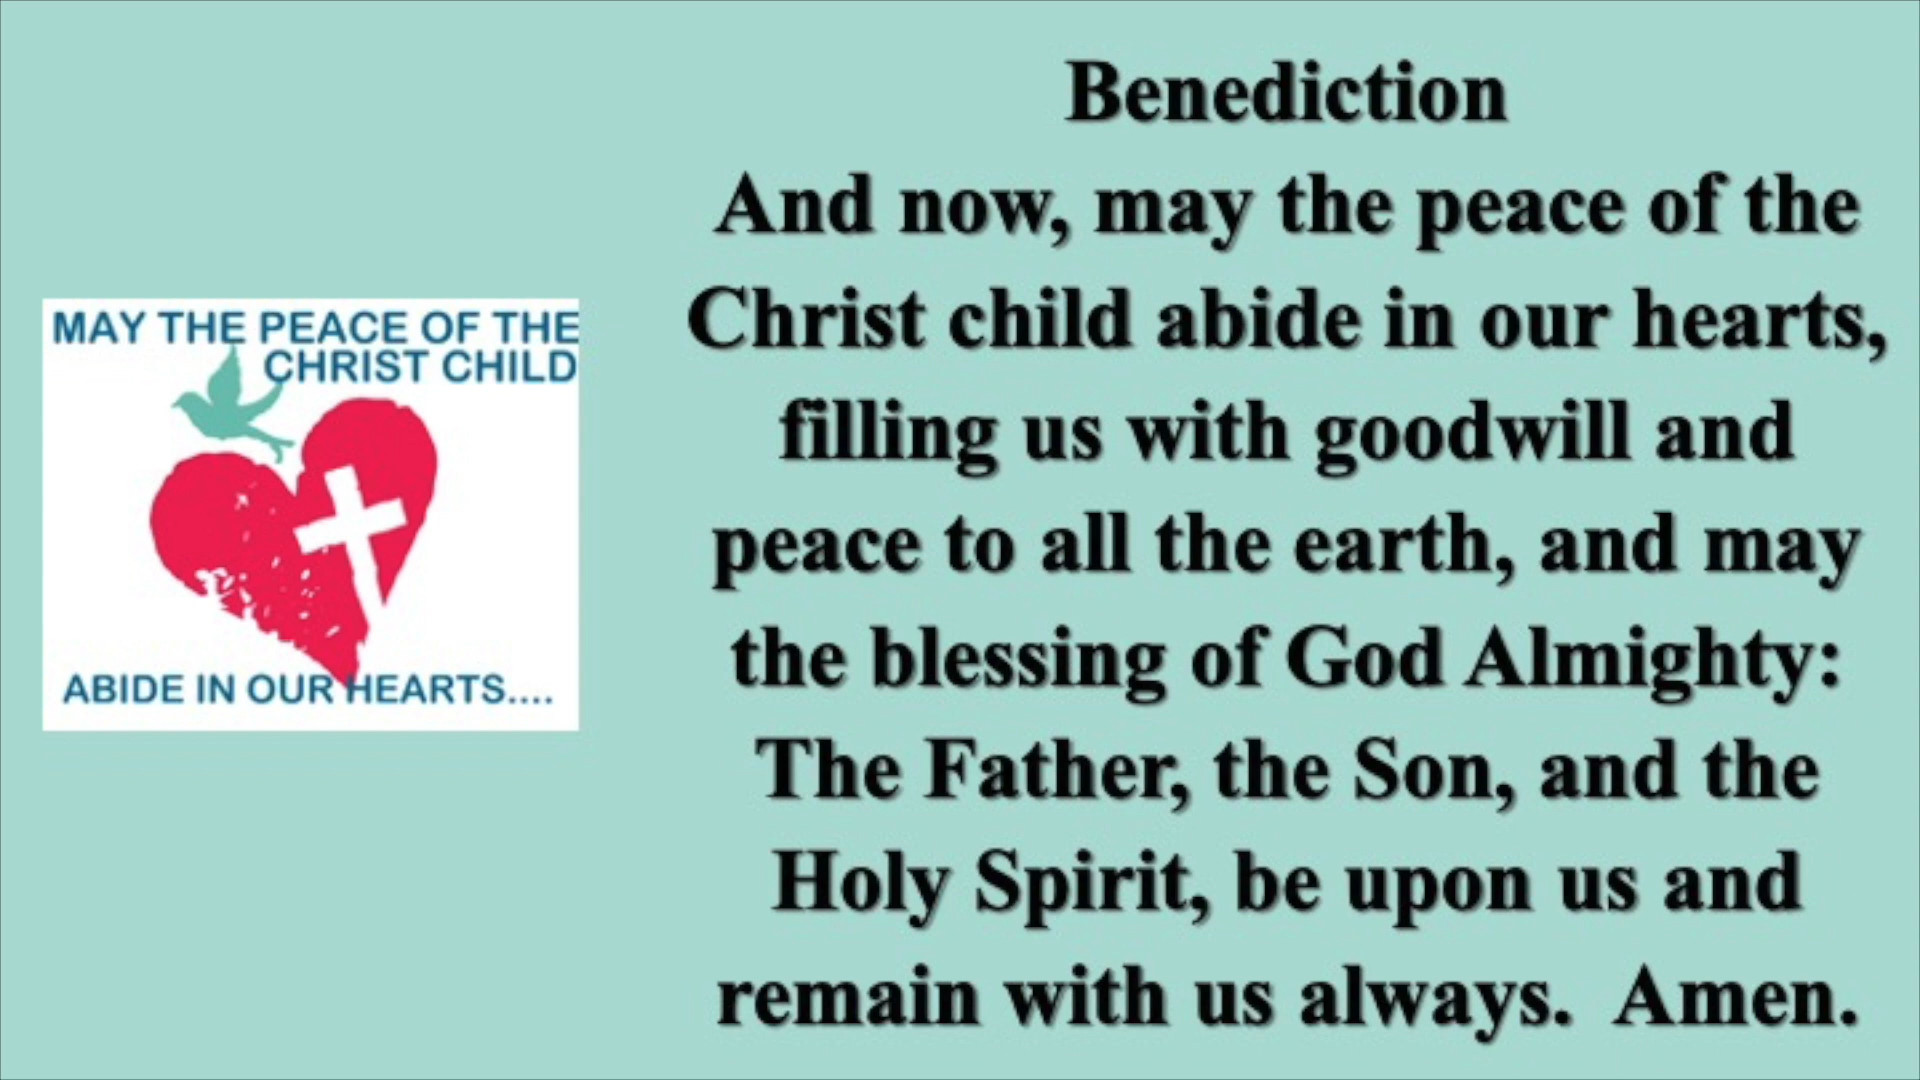 MAY THE PEACE OF THE
CHRIST CHILD
ABIDE IN OUR HEARTS....
Benediction
And now, may the peace of the
Christ child abide in our hearts,
filling us with goodwill and
peace to all the earth, and may
the blessing of God Almighty:
The Father, the Son, and the
Holy Spirit, be upon us and
remain with us always.  Amen.